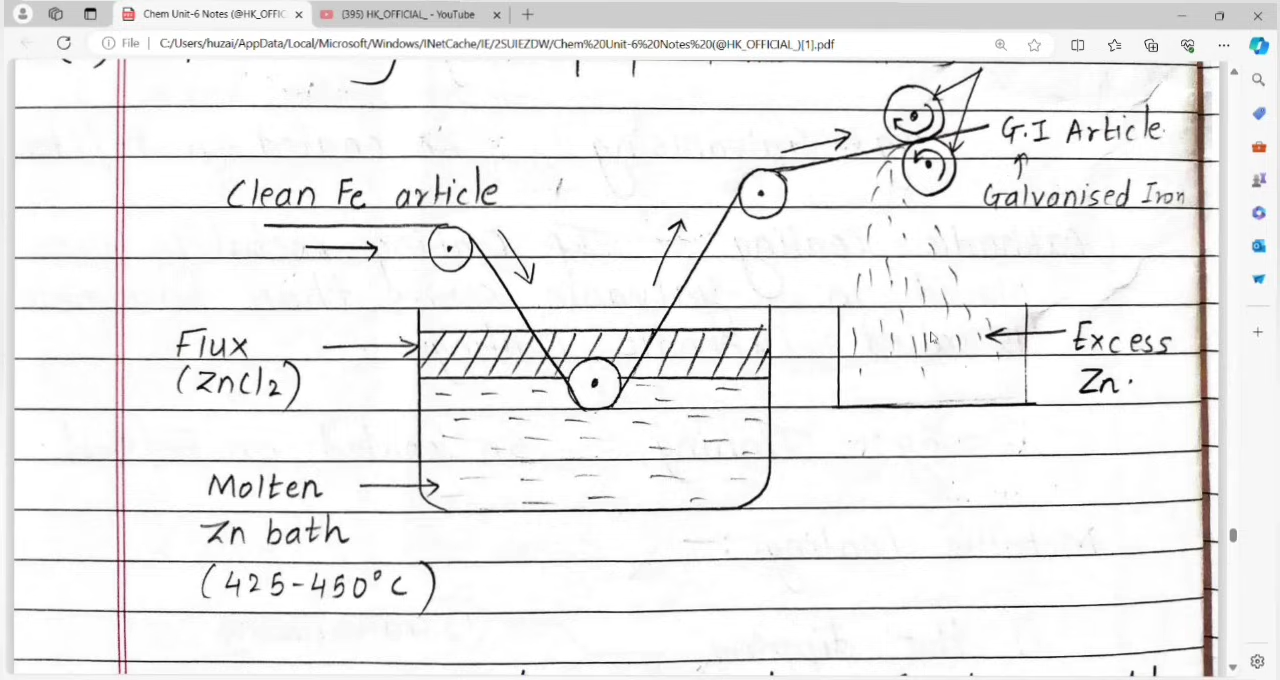 Chem Unit-6 Notes (@HK_OFFIC
(395) HK_OFFICIAL_ - YouTube
File
C:/Users/huzai/AppData/Local/Microsoft/Windows/INetCache/IE/2SUIEZDW/Chem%20Unit-6%20Notes%20(@HK_OFFICIAL_)[1].pdf
G.I Article
Galvanised Iron
Clean Fe article
Flux
(ZnCl2)
Excess
Zn.
Molten
Zn bath
(425-450°C)